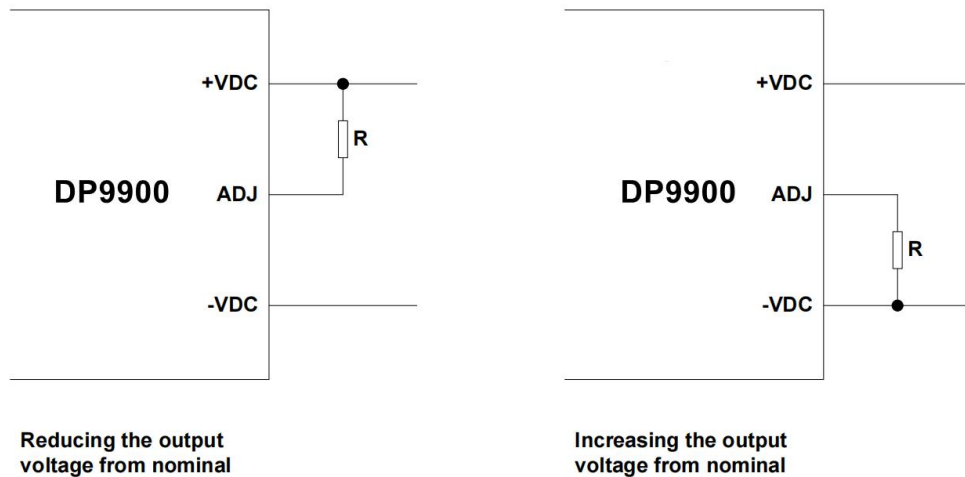 +VDC
R
DP9900
ADJ
-VDC
Reducing the output
voltage from nominal
+VDC
DP9900
ADJ
R
-VDC
Increasing the output
voltage from nominal